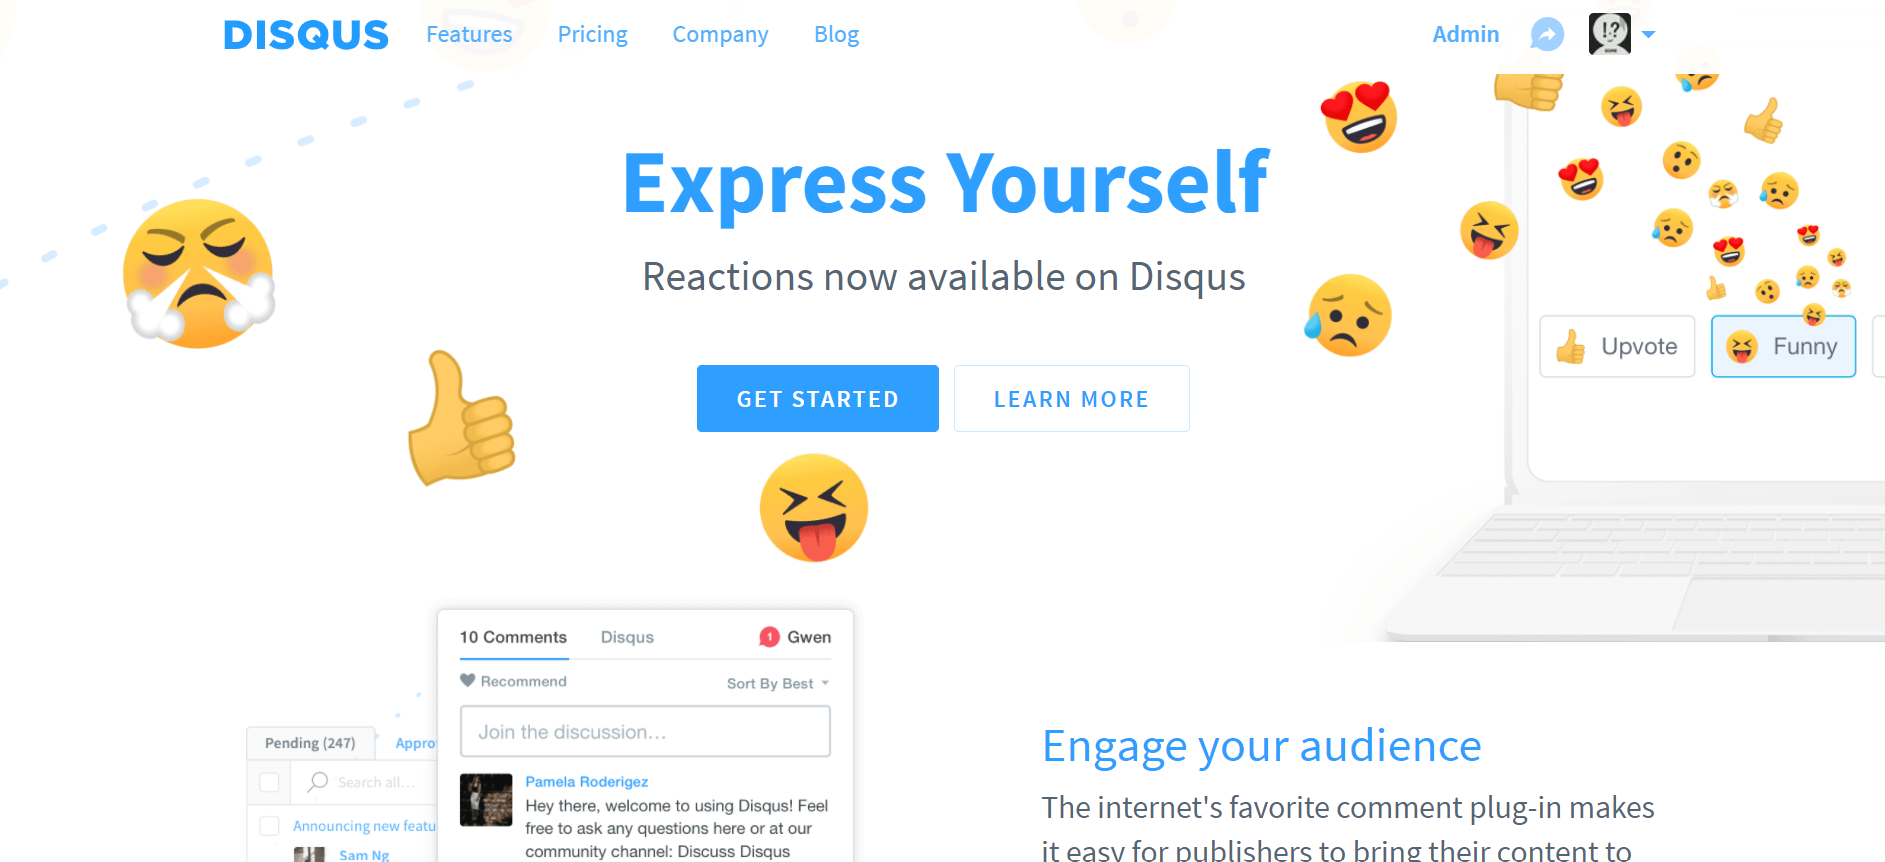 DISQUS
Features
Pricing
Company
Blog
Admin
!?
Express Yourself
Reactions now available on Disqus
GET STARTED
LEARN MORE
Upvote
Funny
10 Comments
Disqus
1
Gwen
Recommend
Sort By Best
Join the discussion...
Pamela Roderigez
Hey there, welcome to using Disqus! Feel
free to ask any questions here or at our
community channel: Discuss Disqus
Pending (247)
Appro
Search all...
Announcing new featu
Sam Ng
Engage your audience
The internet's favorite comment plug-in makes
it easy for publishers to bring their content to